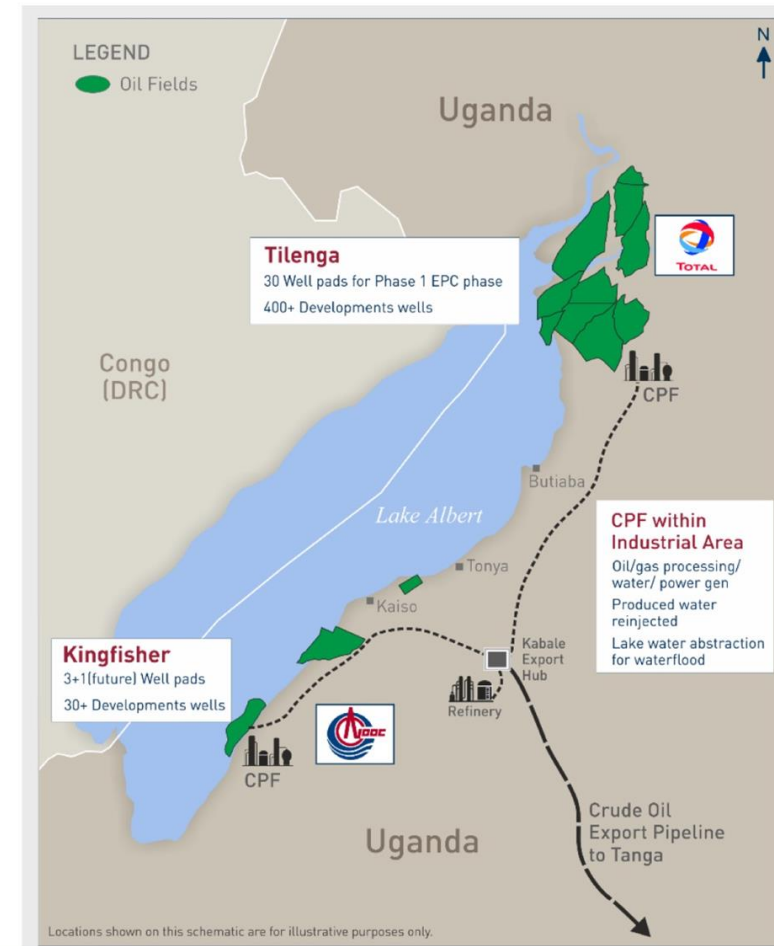 LEGEND
Oil Fields
N
Uganda
Tilenga
30 Well pads for Phase 1 EPC phase
400+ Developments wells
TOTAL
Congo
(DRC)
CPF
Butiaba
Lake Albert
CPF within
Industrial Area
Oil/gas processing/
water/ power gen
Produced water
reinjected
Lake water abstraction
for waterflood
Tonya
Kaiso
Kingfisher
3+1(future) Well pads
30+ Developments wells
Kabale
Export
Hub
Refinery
CNOOC
CPF
Crude Oil
Export Pipeline
to Tanga
Uganda
Locations shown on this schematic are for illustrative purposes only.